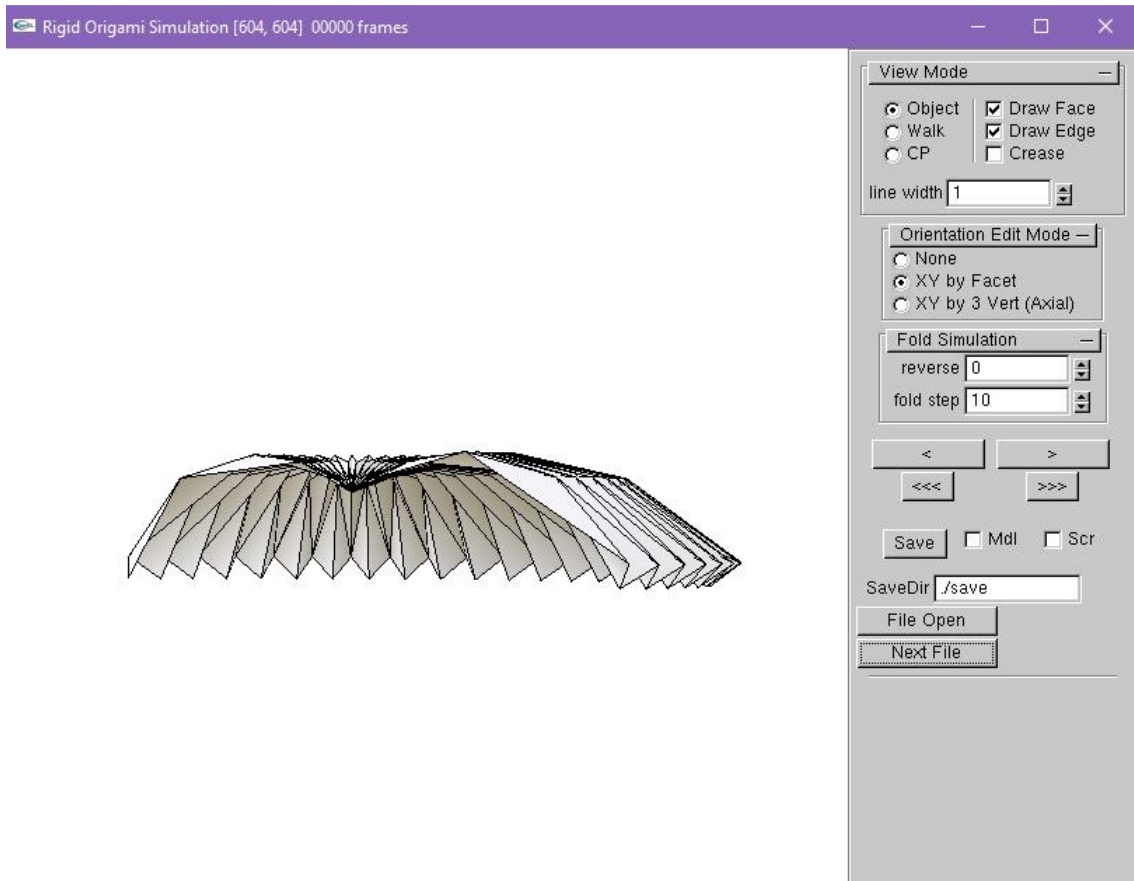 Rigid Origami Simulation [604, 604] 00000 frames
View Mode
Object
Draw Face
Walk
Draw Edge
CP
Crease
line width 1
Orientation Edit Mode
None
XY by Facet
XY by 3 Vert (Axial)
Fold Simulation
reverse 0
fold step 10
< >
<<< >>>
Save Mdl Scr
SaveDir ./save
File Open
Next File